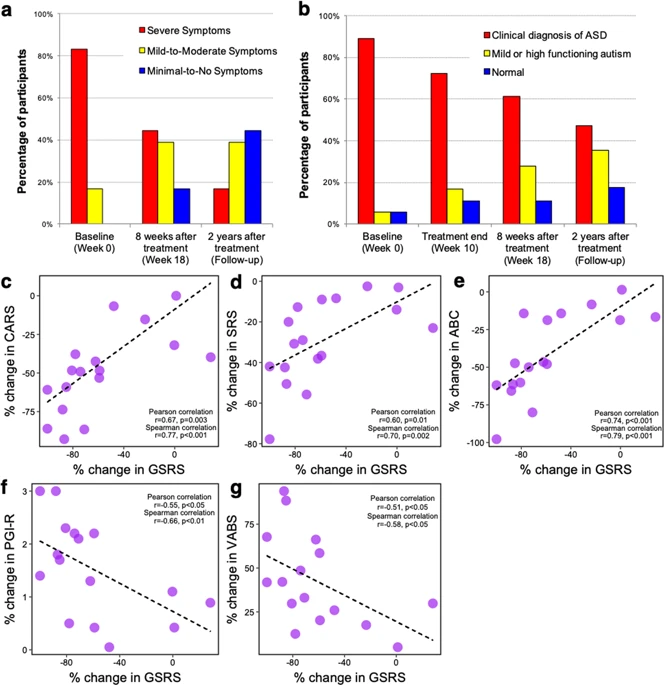 a
Percentage of participants
100%
80%
60%
40%
20%
0%
Severe Symptoms
Mild-to-Moderate Symptoms
Minimal-to-No Symptoms
Baseline
(Week 0)
8 weeks after
treatment
(Week 18)
2 years after
treatment
(Follow-up)
b
Percentage of participants
100%
80%
60%
40%
20%
0%
Clinical diagnosis of ASD
Mild or high functioning autism
Normal
Baseline
(Week 0)
Treatment end
(Week 10)
8 weeks after
treatment
(Week 18)
2 years after
treatment
(Follow-up)
c
% change in CARS
0
-25
-50
-75
Pearson correlation
r=0.67, p=0.003
Spearman correlation
r=0.77, p<0.001
-80
-40
0
% change in GSRS
d
% change in SRS
0
-20
-40
-60
-80
Pearson correlation
r=0.60, p=0.01
Spearman correlation
r=0.70, p=0.002
-80
-40
0
% change in GSRS
e
% change in ABC
0
-25
-50
-75
-100
Pearson correlation
r=0.74, p<0.001
Spearman correlation
r=0.79, p<0.001
-80
-40
0
% change in GSRS
f
% change in PGI-R
3
2
1
0
Pearson correlation
r=-0.55, p<0.05
Spearman correlation
r=-0.66, p<0.01
-80
-40
0
% change in GSRS
g
% change in VABS
75
50
25
Pearson correlation
r=-0.51, p<0.05
Spearman correlation
r=-0.58, p<0.05
-80
-40
0
% change in GSRS